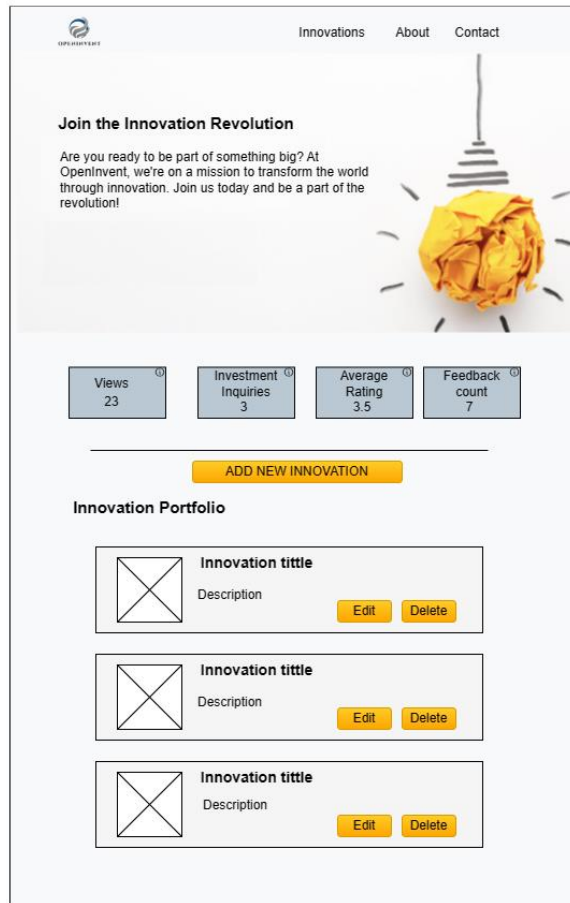 OPENINVENT
Innovations About Contact
Join the Innovation Revolution
Are you ready to be part of something big? At
OpenInvent, we're on a mission to transform the world
through innovation. Join us today and be a part of the
revolution!
Views
23
Investment
Inquiries
3
Average
Rating
3.5
Feedback
count
7
ADD NEW INNOVATION
Innovation Portfolio
Innovation tittle
Description
Edit Delete
Innovation tittle
Description
Edit Delete
Innovation tittle
Description
Edit Delete